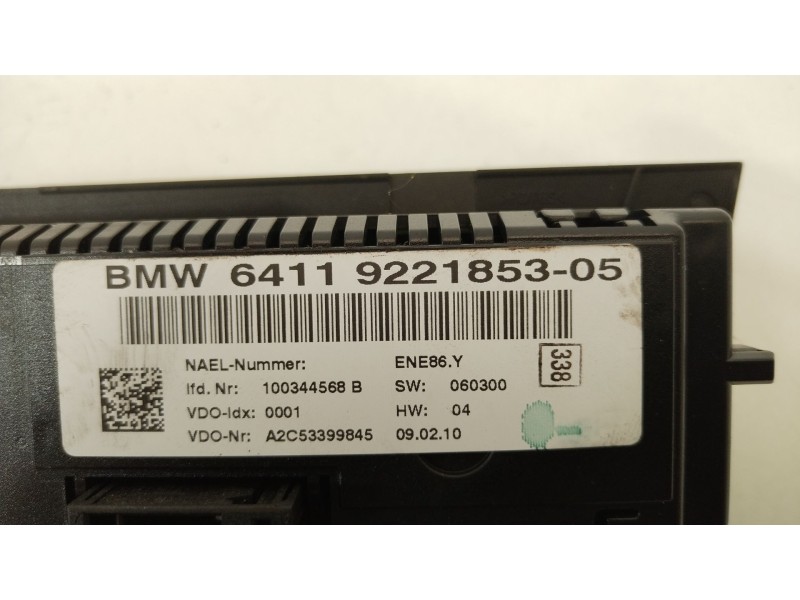 BMW 6411 9221853-05
NAEL-Nummer: ENE86.Y
lfd. Nr: 100344568 B SW: 060300
VDO-Idx: 0001 HW: 04
VDO-Nr: A2C53399845 09.02.10
338